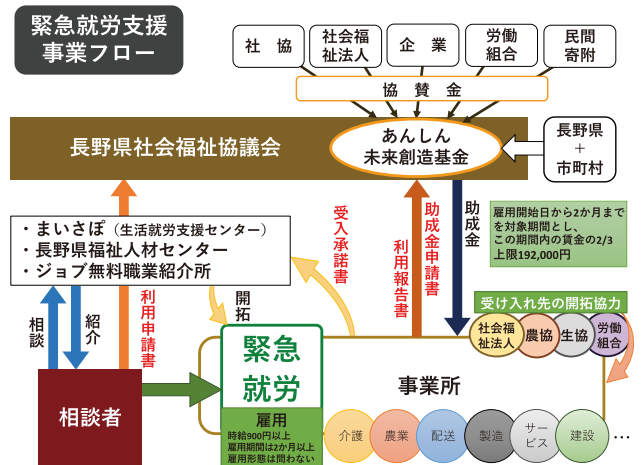 緊急就労支援
事業フロー
社　協
社会福
祉法人
企　業
労働
組合
民間
寄附
協　賛　金
長野県社会福祉協議会
あんしん
未来創造基金
長野県
＋
市町村
・まいさぽ（生活就労支援センター）
・長野県福祉人材センター
・ジョブ無料職業紹介所
受入承諾書
利用報告書
助成金申請書
助成金
雇用開始日から2か月まで
を対象期間とし、
この期間内の賃金の2/3
上限192,000円
相談
紹介
利用申請書
開拓
受け入れ先の開拓協力
社会福
祉法人
農協
生協
労働
組合
相談者
緊急
就労
雇用
時給900円以上
雇用期間は2か月以上
雇用形態は問わない
事業所
介護
農業
配送
製造
サー
ビス
建設
…